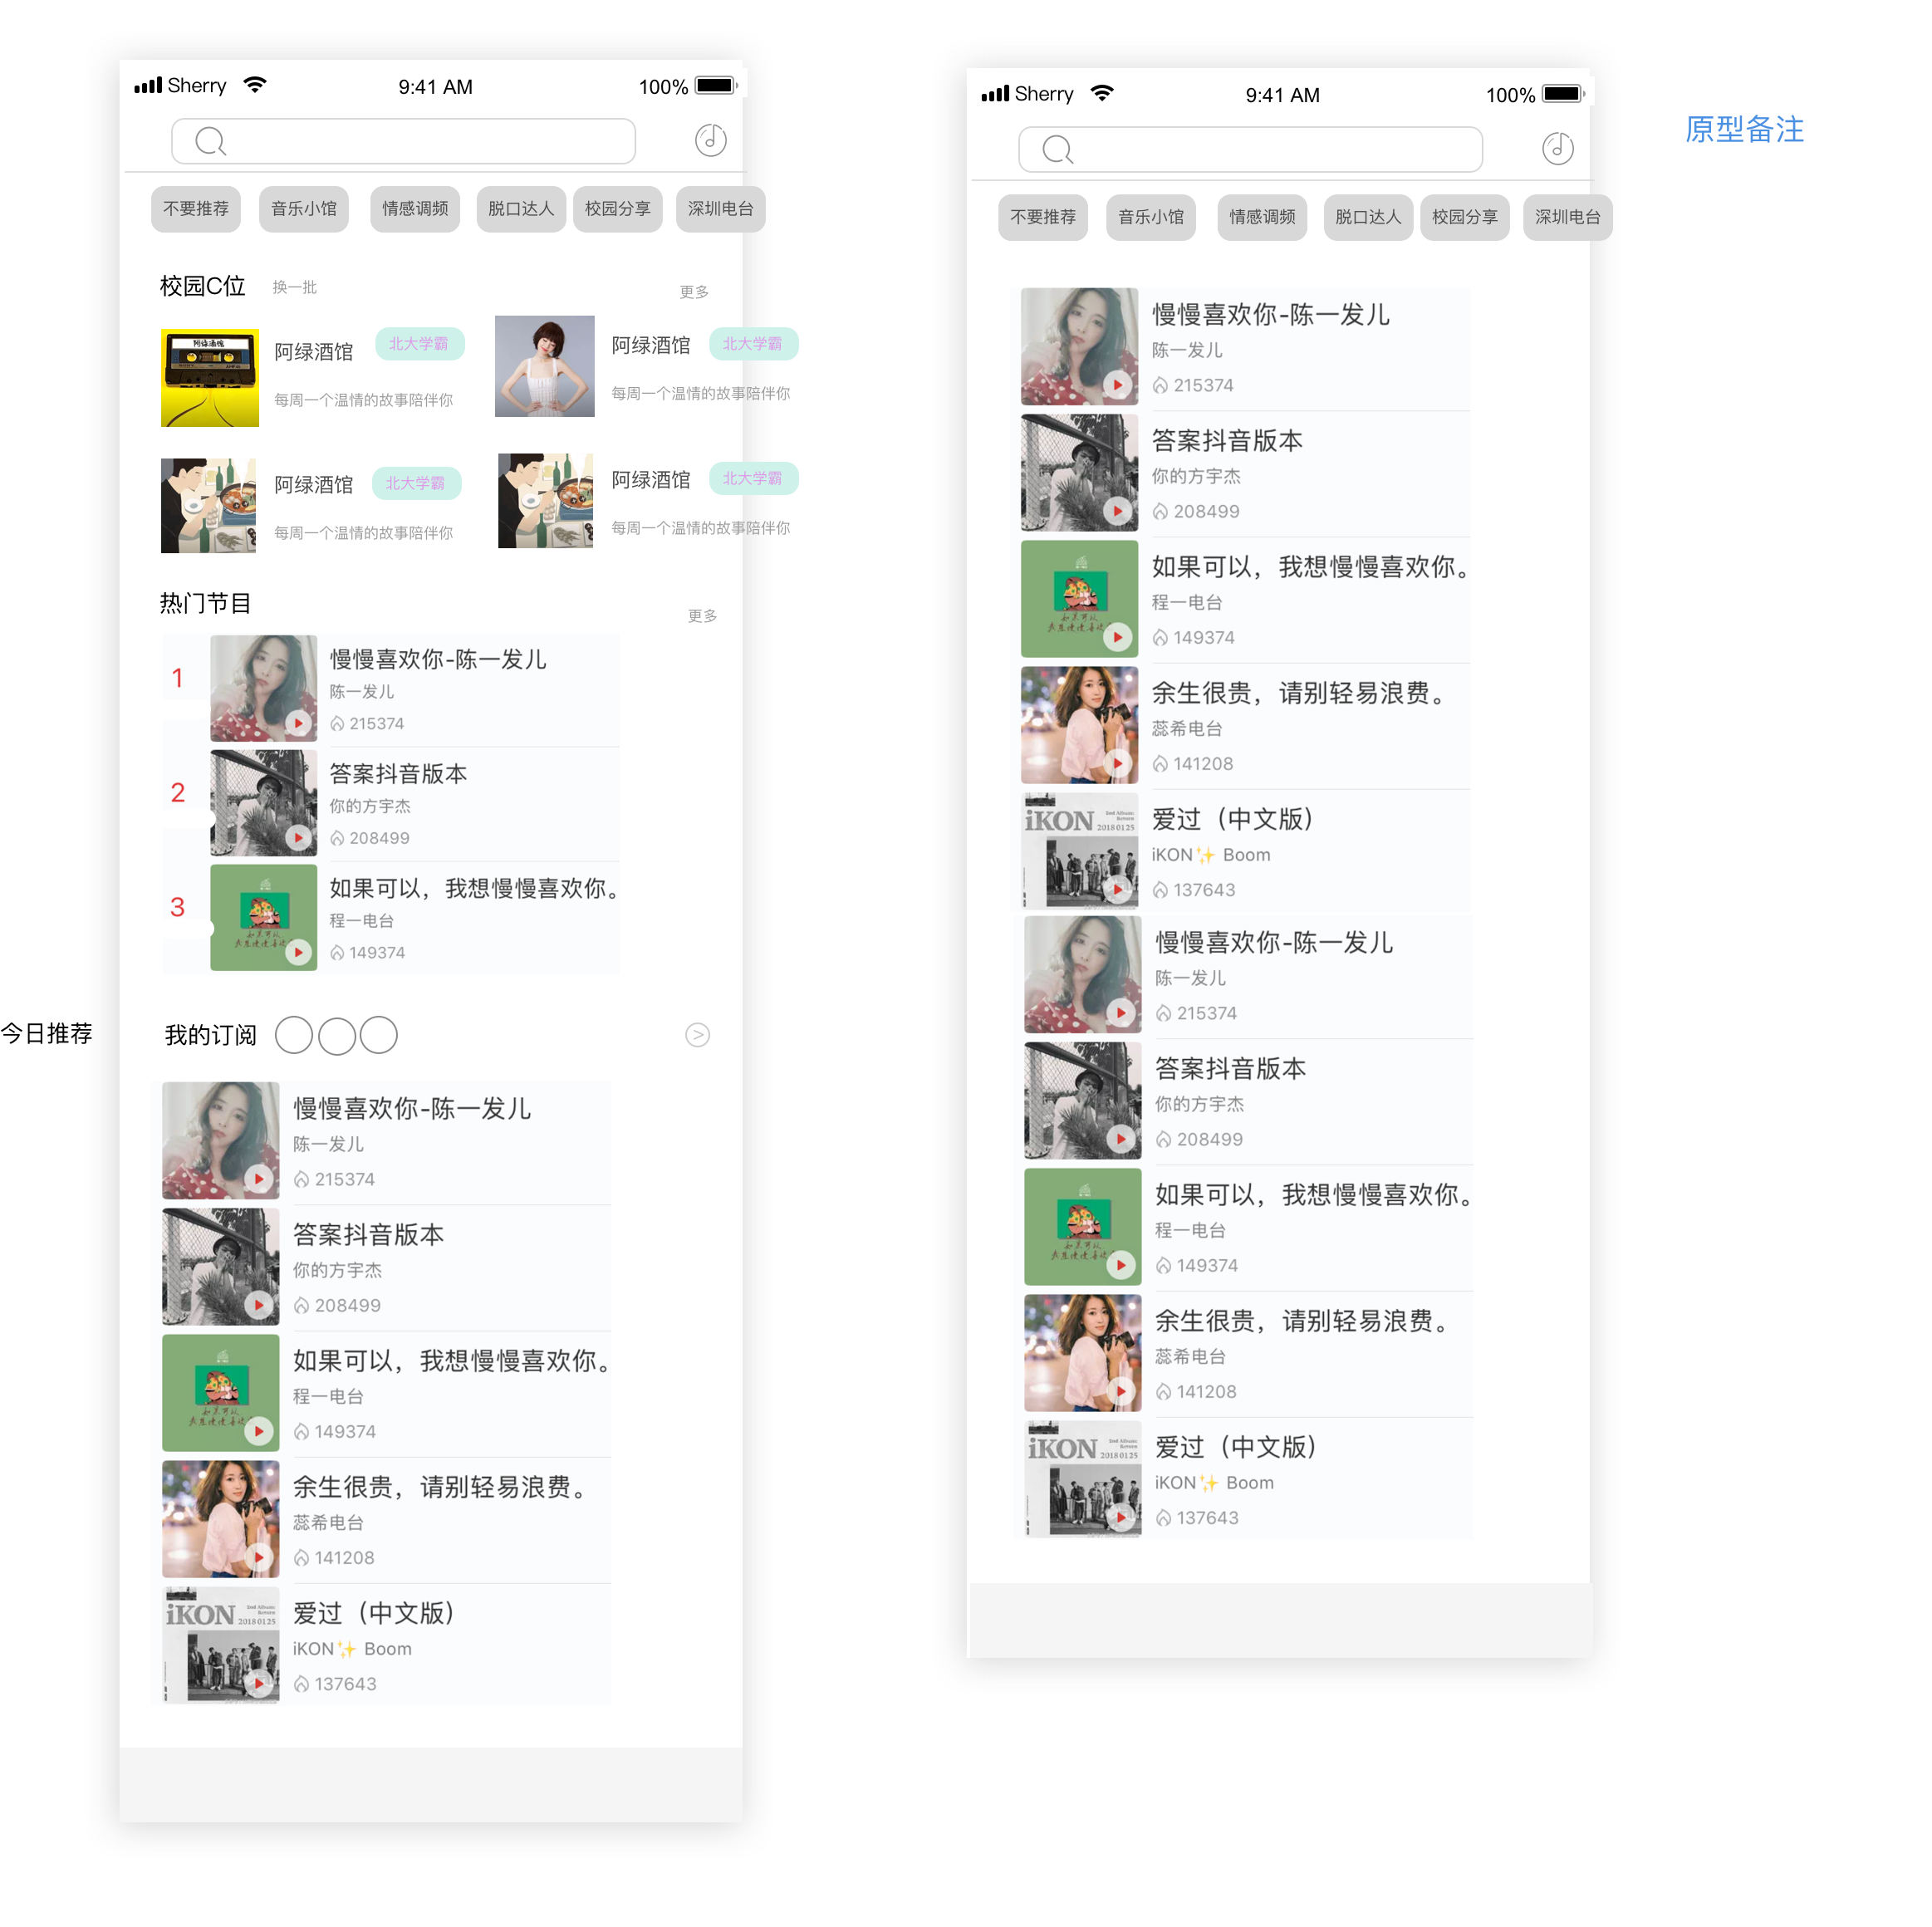 Sherry 9:41 AM 100%
不要推荐 音乐小馆 情感调频 脱口达人 校园分享 深圳电台
校园C位 换一批 更多
阿绿酒馆
阿绿酒馆 北大学霸
每周一个温情的故事陪伴你
阿绿酒馆 北大学霸
每周一个温情的故事陪伴你
阿绿酒馆 北大学霸
每周一个温情的故事陪伴你
阿绿酒馆 北大学霸
每周一个温情的故事陪伴你
热门节目 更多
1
慢慢喜欢你-陈一发儿
陈一发儿
215374
2
答案抖音版本
你的方宇杰
208499
3
如果可以，我想慢慢喜欢你。
程一电台
149374
今日推荐
我的订阅 >
慢慢喜欢你-陈一发儿
陈一发儿
215374
答案抖音版本
你的方宇杰
208499
如果可以，我想慢慢喜欢你。
程一电台
149374
余生很贵，请别轻易浪费。
蕊希电台
141208
iKON
2018 01 25
爱过（中文版）
iKON✨ Boom
137643
Sherry 9:41 AM 100%
不要推荐 音乐小馆 情感调频 脱口达人 校园分享 深圳电台
慢慢喜欢你-陈一发儿
陈一发儿
215374
答案抖音版本
你的方宇杰
208499
如果可以，我想慢慢喜欢你。
程一电台
149374
余生很贵，请别轻易浪费。
蕊希电台
141208
iKON
2018 01 25
爱过（中文版）
iKON✨ Boom
137643
慢慢喜欢你-陈一发儿
陈一发儿
215374
答案抖音版本
你的方宇杰
208499
如果可以，我想慢慢喜欢你。
程一电台
149374
余生很贵，请别轻易浪费。
蕊希电台
141208
iKON
2018 01 25
爱过（中文版）
iKON✨ Boom
137643
原型备注